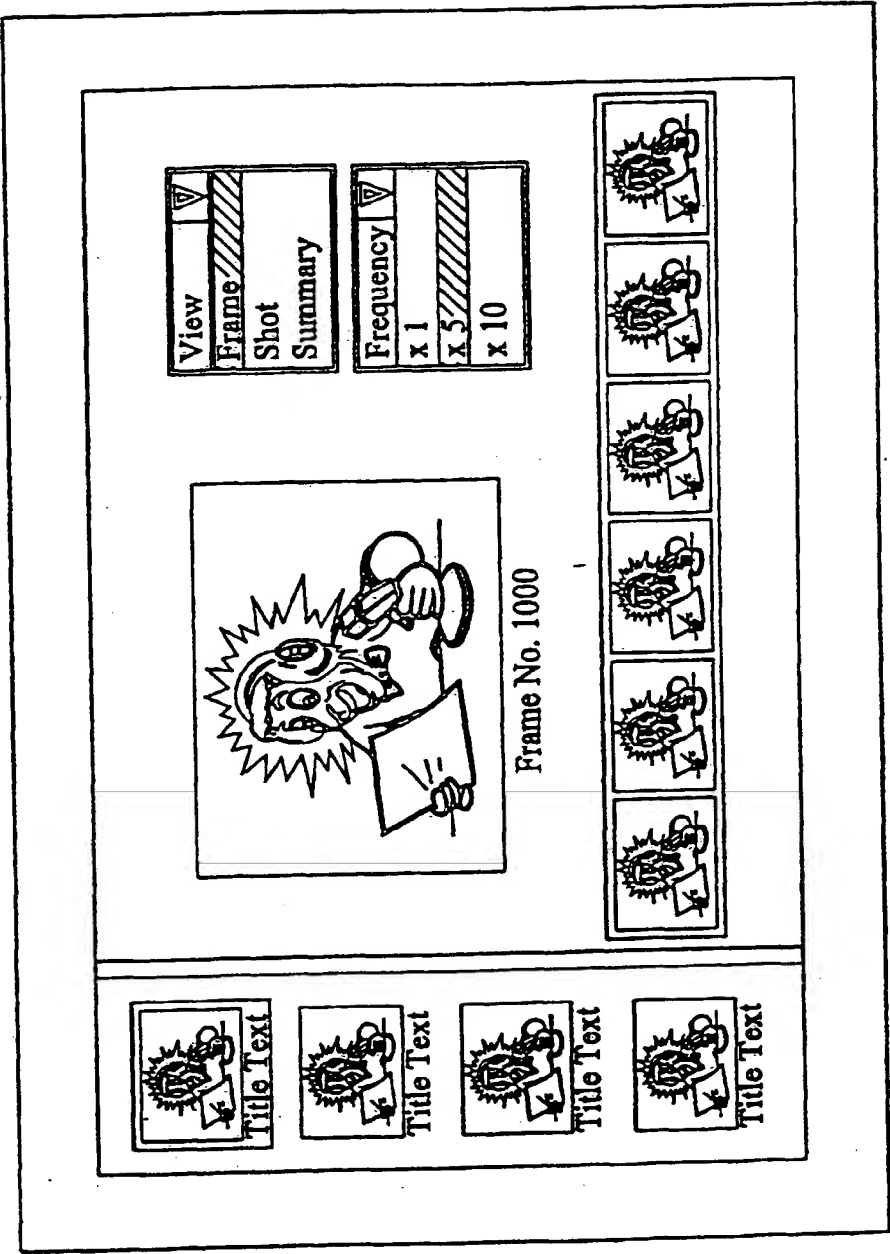 Title Text
Title Text
Title Text
Title Text
Frame No. 1000
View
Frame
Shot
Summary
Frequency
x 1
x 5
x 10